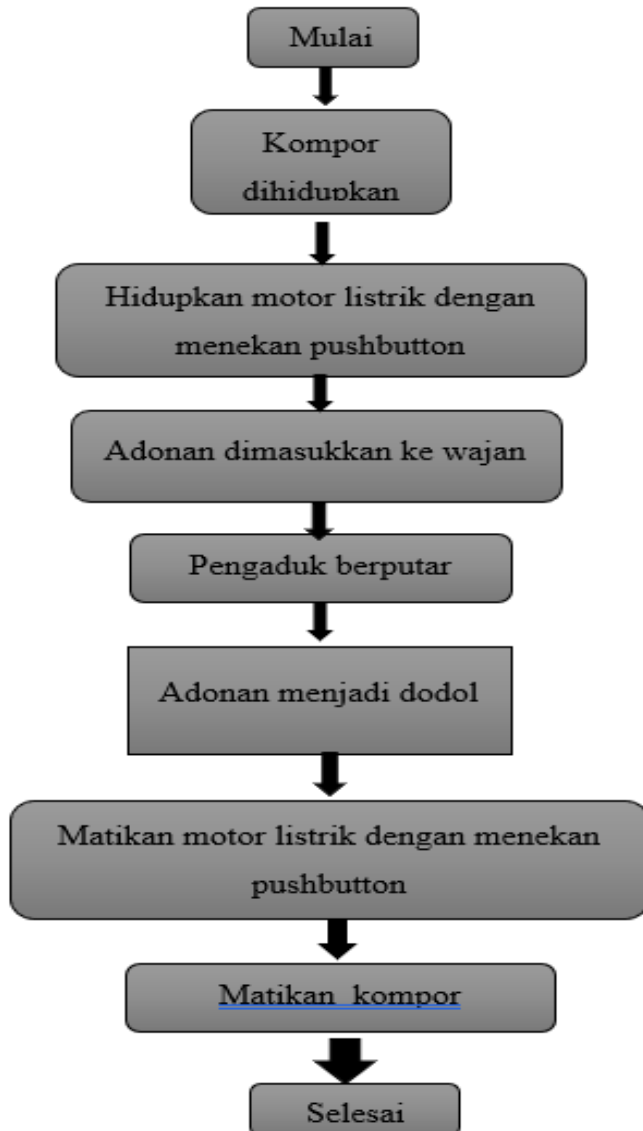 Mulai
Kompor
dihidupkan
Hidupkan motor listrik dengan
menekan pushbutton
Adonan dimasukkan ke wajan
Pengaduk berputar
Adonan menjadi dodol
Matikan motor listrik dengan menekan
pushbutton
Matikan kompor
Selesai